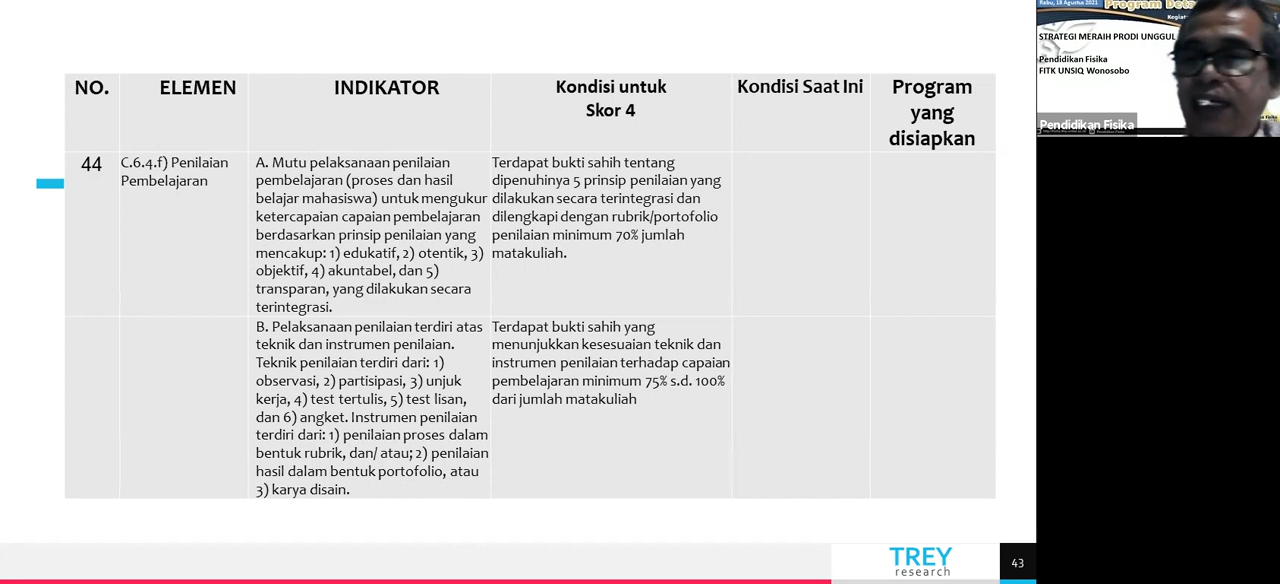 NO.
ELEMEN
INDIKATOR
Kondisi untuk
Skor 4
Kondisi Saat Ini
Program
yang
disiapkan
44
C.6.4.f) Penilaian
Pembelajaran
A. Mutu pelaksanaan penilaian
pembelajaran (proses dan hasil
belajar mahasiswa) untuk mengukur
ketercapaian capaian pembelajaran
berdasarkan prinsip penilaian yang
mencakup: 1) edukatif, 2) otentik, 3)
objektif, 4) akuntabel, dan 5)
transparan, yang dilakukan secara
terintegrasi.
Terdapat bukti sahih tentang
dipenuhinya 5 prinsip penilaian yang
dilakukan secara terintegrasi dan
dilengkapi dengan rubrik/portofolio
penilaian minimum 70% jumlah
matakuliah.
B. Pelaksanaan penilaian terdiri atas
teknik dan instrumen penilaian.
Teknik penilaian terdiri dari: 1)
observasi, 2) partisipasi, 3) unjuk
kerja, 4) test tertulis, 5) test lisan,
dan 6) angket. Instrumen penilaian
terdiri dari: 1) penilaian proses dalam
bentuk rubrik, dan/ atau; 2) penilaian
hasil dalam bentuk portofolio, atau
3) karya disain.
Terdapat bukti sahih yang
menunjukkan kesesuaian teknik dan
instrumen penilaian terhadap capaian
pembelajaran minimum 75% s.d. 100%
dari jumlah matakuliah
TREY
research
43
Rabu, 18 Agustus 2021
Program
STRATEGI MERAIH PRODI UNGGUL
Pendidikan Fisika
FITK UNSIQ Wonosobo
Pendidikan Fisika